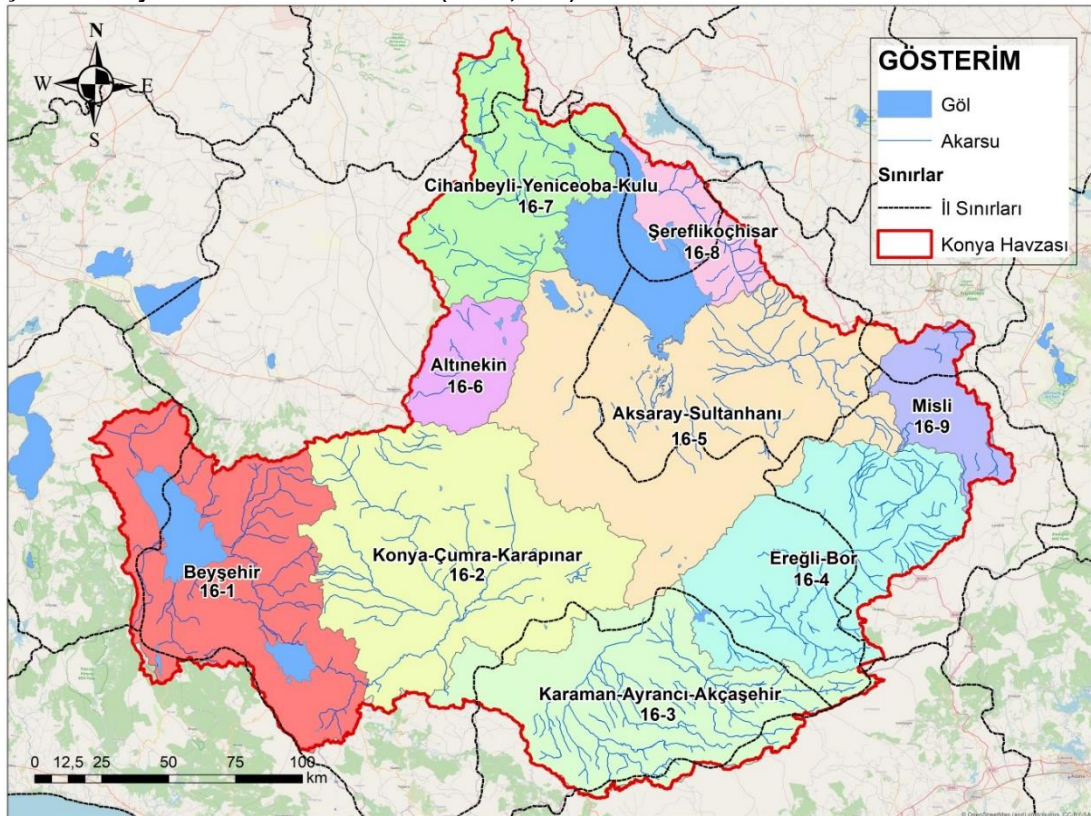 N
W E
S
GÖSTERİM
Göl
Akarsu
Sınırlar
İl Sınırları
Konya Havzası
Cihanbeyli-Yeniceoba-Kulu
16-7
Şereflikoçhisar
16-8
Altınekin
16-6
Aksaray-Sultanhanı
16-5
Misli
16-9
Konya-Çumra-Karapınar
16-2
Ereğli-Bor
16-4
Beyşehir
16-1
Karaman-Ayrancı-Akçaşehir
16-3
0 12,5 25 50 75 100
km